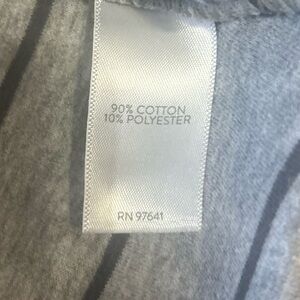 90% COTTON
10% POLYESTER
RN 97641